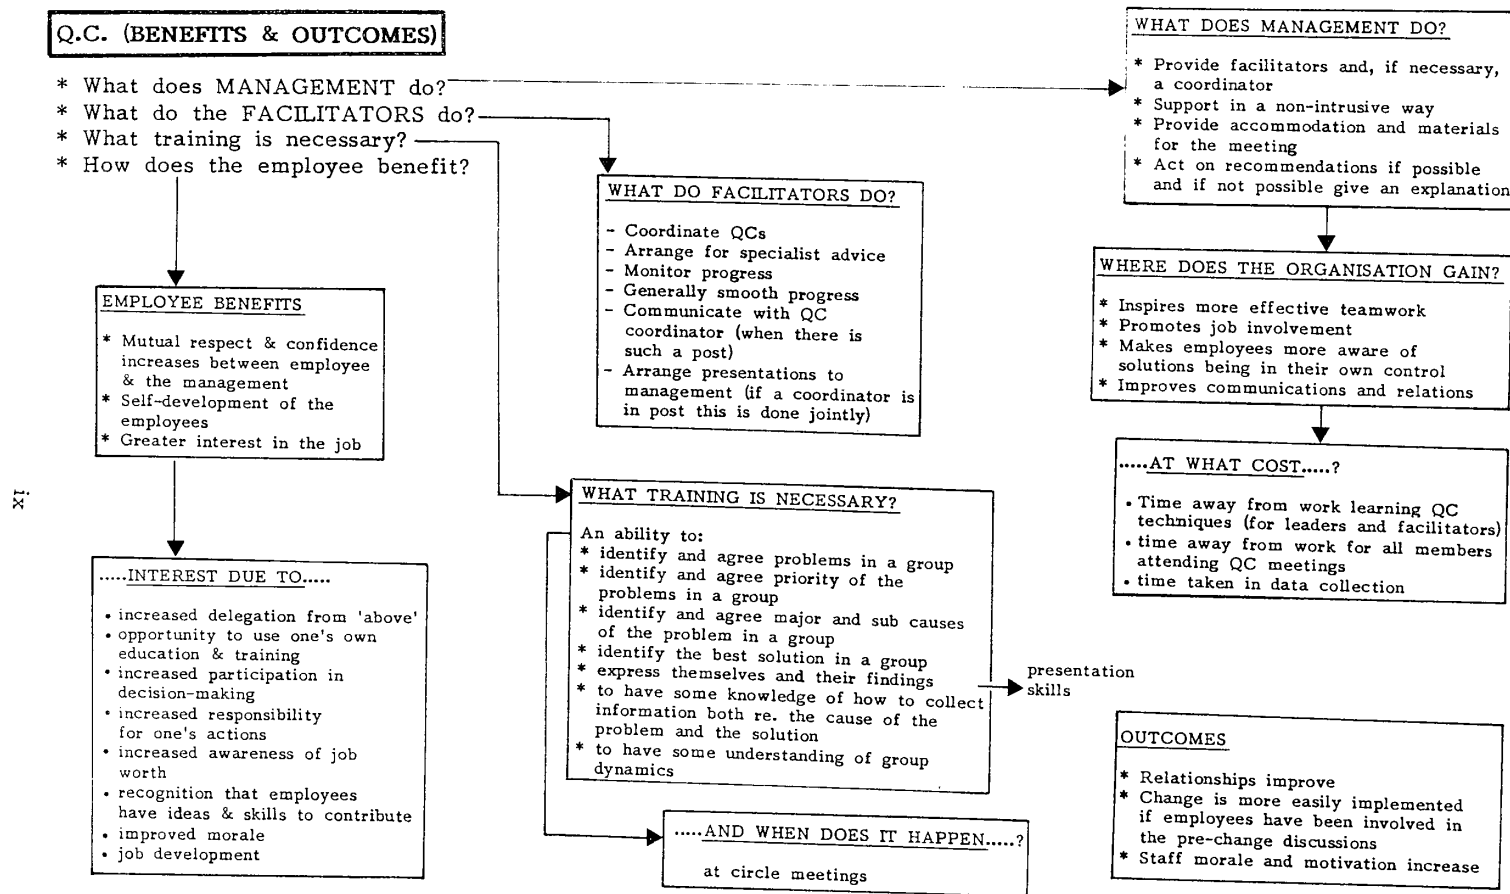 Q.C. (BENEFITS & OUTCOMES)
* What does MANAGEMENT do?
* What do the FACILITATORS do?
* What training is necessary?
* How does the employee benefit?
WHAT DOES MANAGEMENT DO?
* Provide facilitators and, if necessary,
a coordinator
* Support in a non-intrusive way
* Provide accommodation and materials
for the meeting
* Act on recommendations if possible
and if not possible give an explanation
WHAT DO FACILITATORS DO?
- Coordinate QCs
- Arrange for specialist advice
- Monitor progress
- Generally smooth progress
- Communicate with QC
coordinator (when there is
such a post)
- Arrange presentations to
management (if a coordinator is
in post this is done jointly)
WHERE DOES THE ORGANISATION GAIN?
* Inspires more effective teamwork
* Promotes job involvement
* Makes employees more aware of
solutions being in their own control
* Improves communications and relations
EMPLOYEE BENEFITS
* Mutual respect & confidence
increases between employee
& the management
* Self-development of the
employees
* Greater interest in the job
.....AT WHAT COST.....?
• Time away from work learning QC
techniques (for leaders and facilitators)
• time away from work for all members
attending QC meetings
• time taken in data collection
WHAT TRAINING IS NECESSARY?
An ability to:
* identify and agree problems in a group
* identify and agree priority of the
problems in a group
* identify and agree major and sub causes
of the problem in a group
* identify the best solution in a group
* express themselves and their findings
* to have some knowledge of how to collect
information both re. the cause of the
problem and the solution
* to have some understanding of group
dynamics
presentation
skills
.....INTEREST DUE TO.....
• increased delegation from 'above'
• opportunity to use one's own
education & training
• increased participation in
decision-making
• increased responsibility
for one's actions
• increased awareness of job
worth
• recognition that employees
have ideas & skills to contribute
• improved morale
• job development
.....AND WHEN DOES IT HAPPEN.....?
at circle meetings
OUTCOMES
* Relationships improve
* Change is more easily implemented
if employees have been involved in
the pre-change discussions
* Staff morale and motivation increase
ix